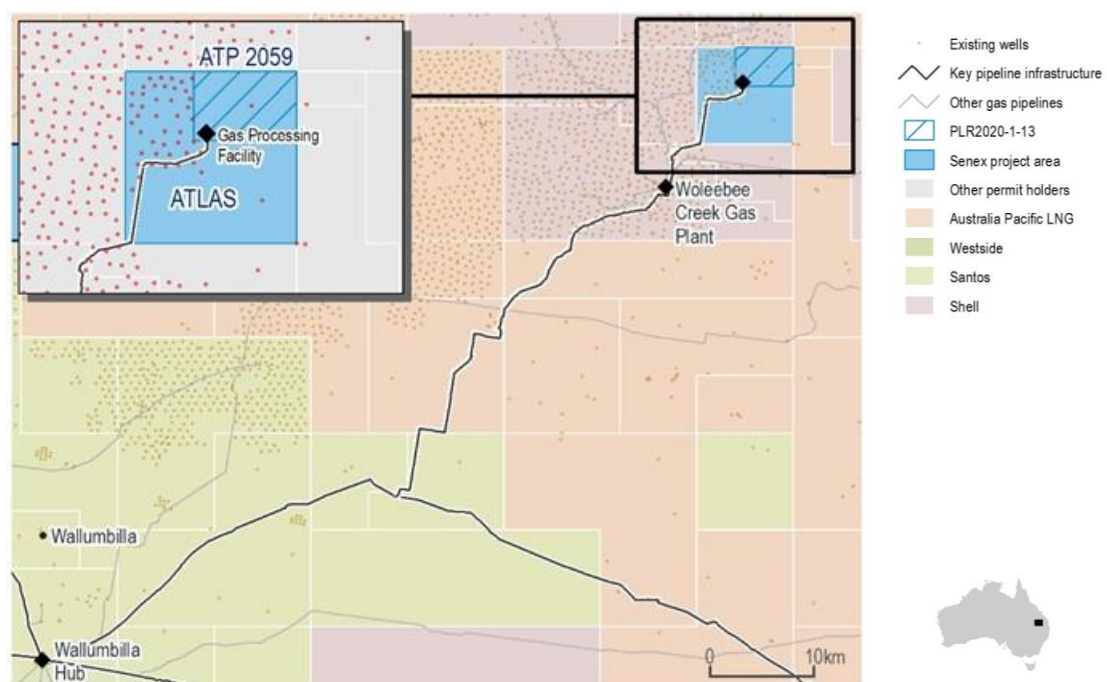 ATP 2059
Gas Processing
Facility
ATLAS
Woleebee
Creek Gas
Plant
Wallumbilla
Wallumbilla
Hub
0 10km
Existing wells
Key pipeline infrastructure
Other gas pipelines
PLR2020-1-13
Senex project area
Other permit holders
Australia Pacific LNG
Westside
Santos
Shell